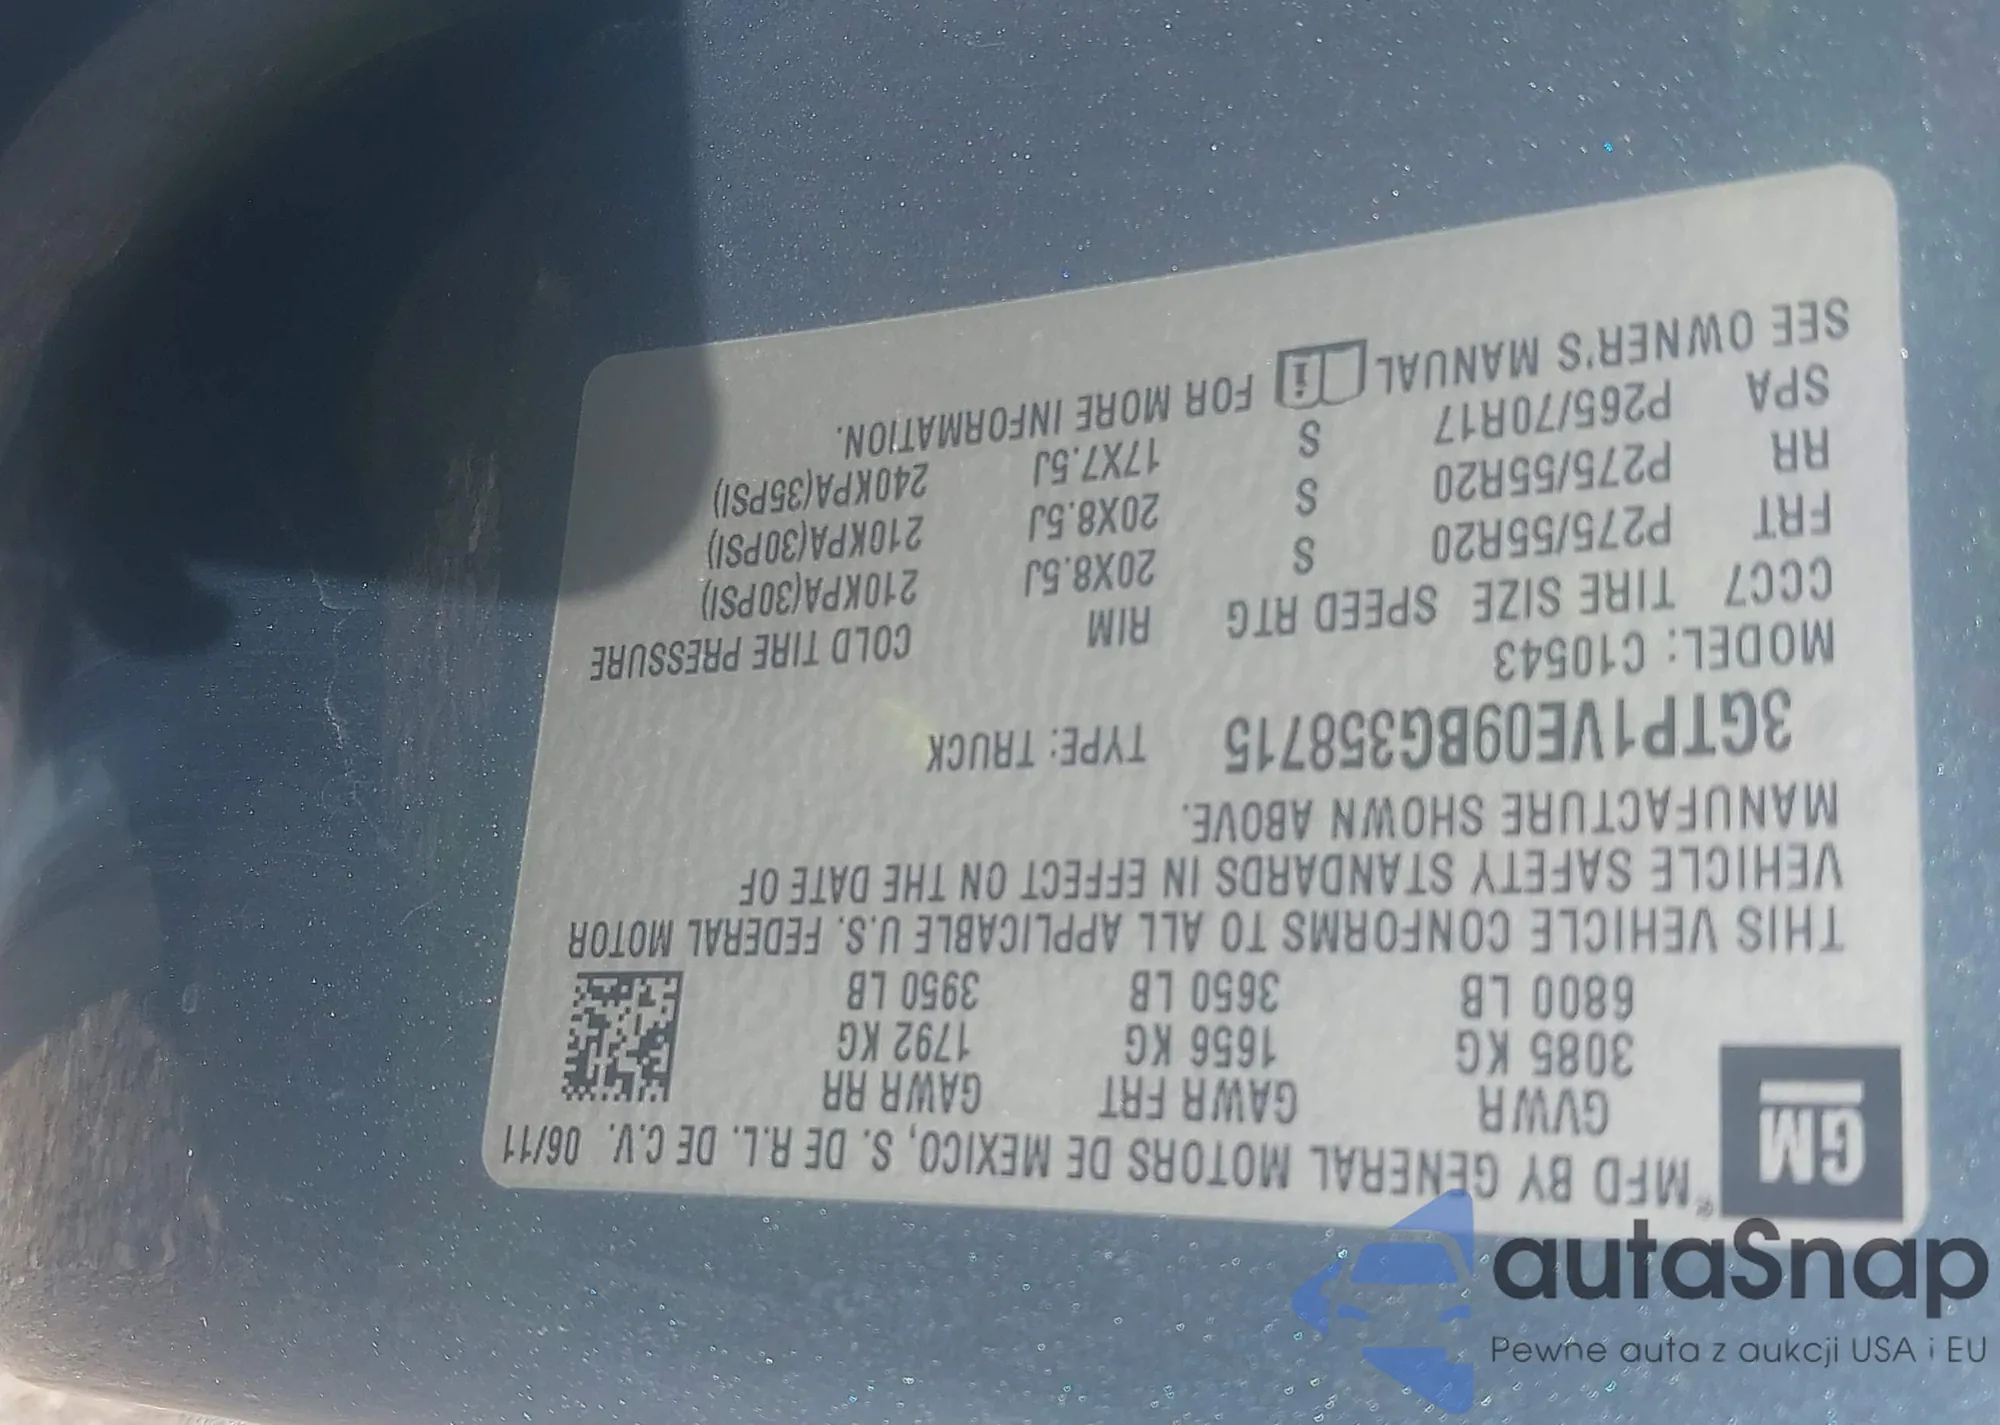 GM
MFD BY GENERAL MOTORS DE MEXICO, S. DE R.L. DE C.V. 06/11
GVWR GAWR FRT GAWR RR
3085 KG 1656 KG 1792 KG
6800 LB 3650 LB 3950 LB
THIS VEHICLE CONFORMS TO ALL APPLICABLE U.S. FEDERAL MOTOR
VEHICLE SAFETY STANDARDS IN EFFECT ON THE DATE OF
MANUFACTURE SHOWN ABOVE.
3GTP1VE09BG358715 TYPE: TRUCK
MODEL: C10543
CCC7 TIRE SIZE SPEED RTG RIM COLD TIRE PRESSURE
FRT P275/55R20 S 20X8.5J 210KPA(30PSI)
RR P275/55R20 S 20X8.5J 210KPA(30PSI)
SPA P265/70R17 S 17X7.5J 240KPA(35PSI)
SEE OWNER'S MANUAL i FOR MORE INFORMATION.
autaSnap
Pewne auta z aukcji USA i EU